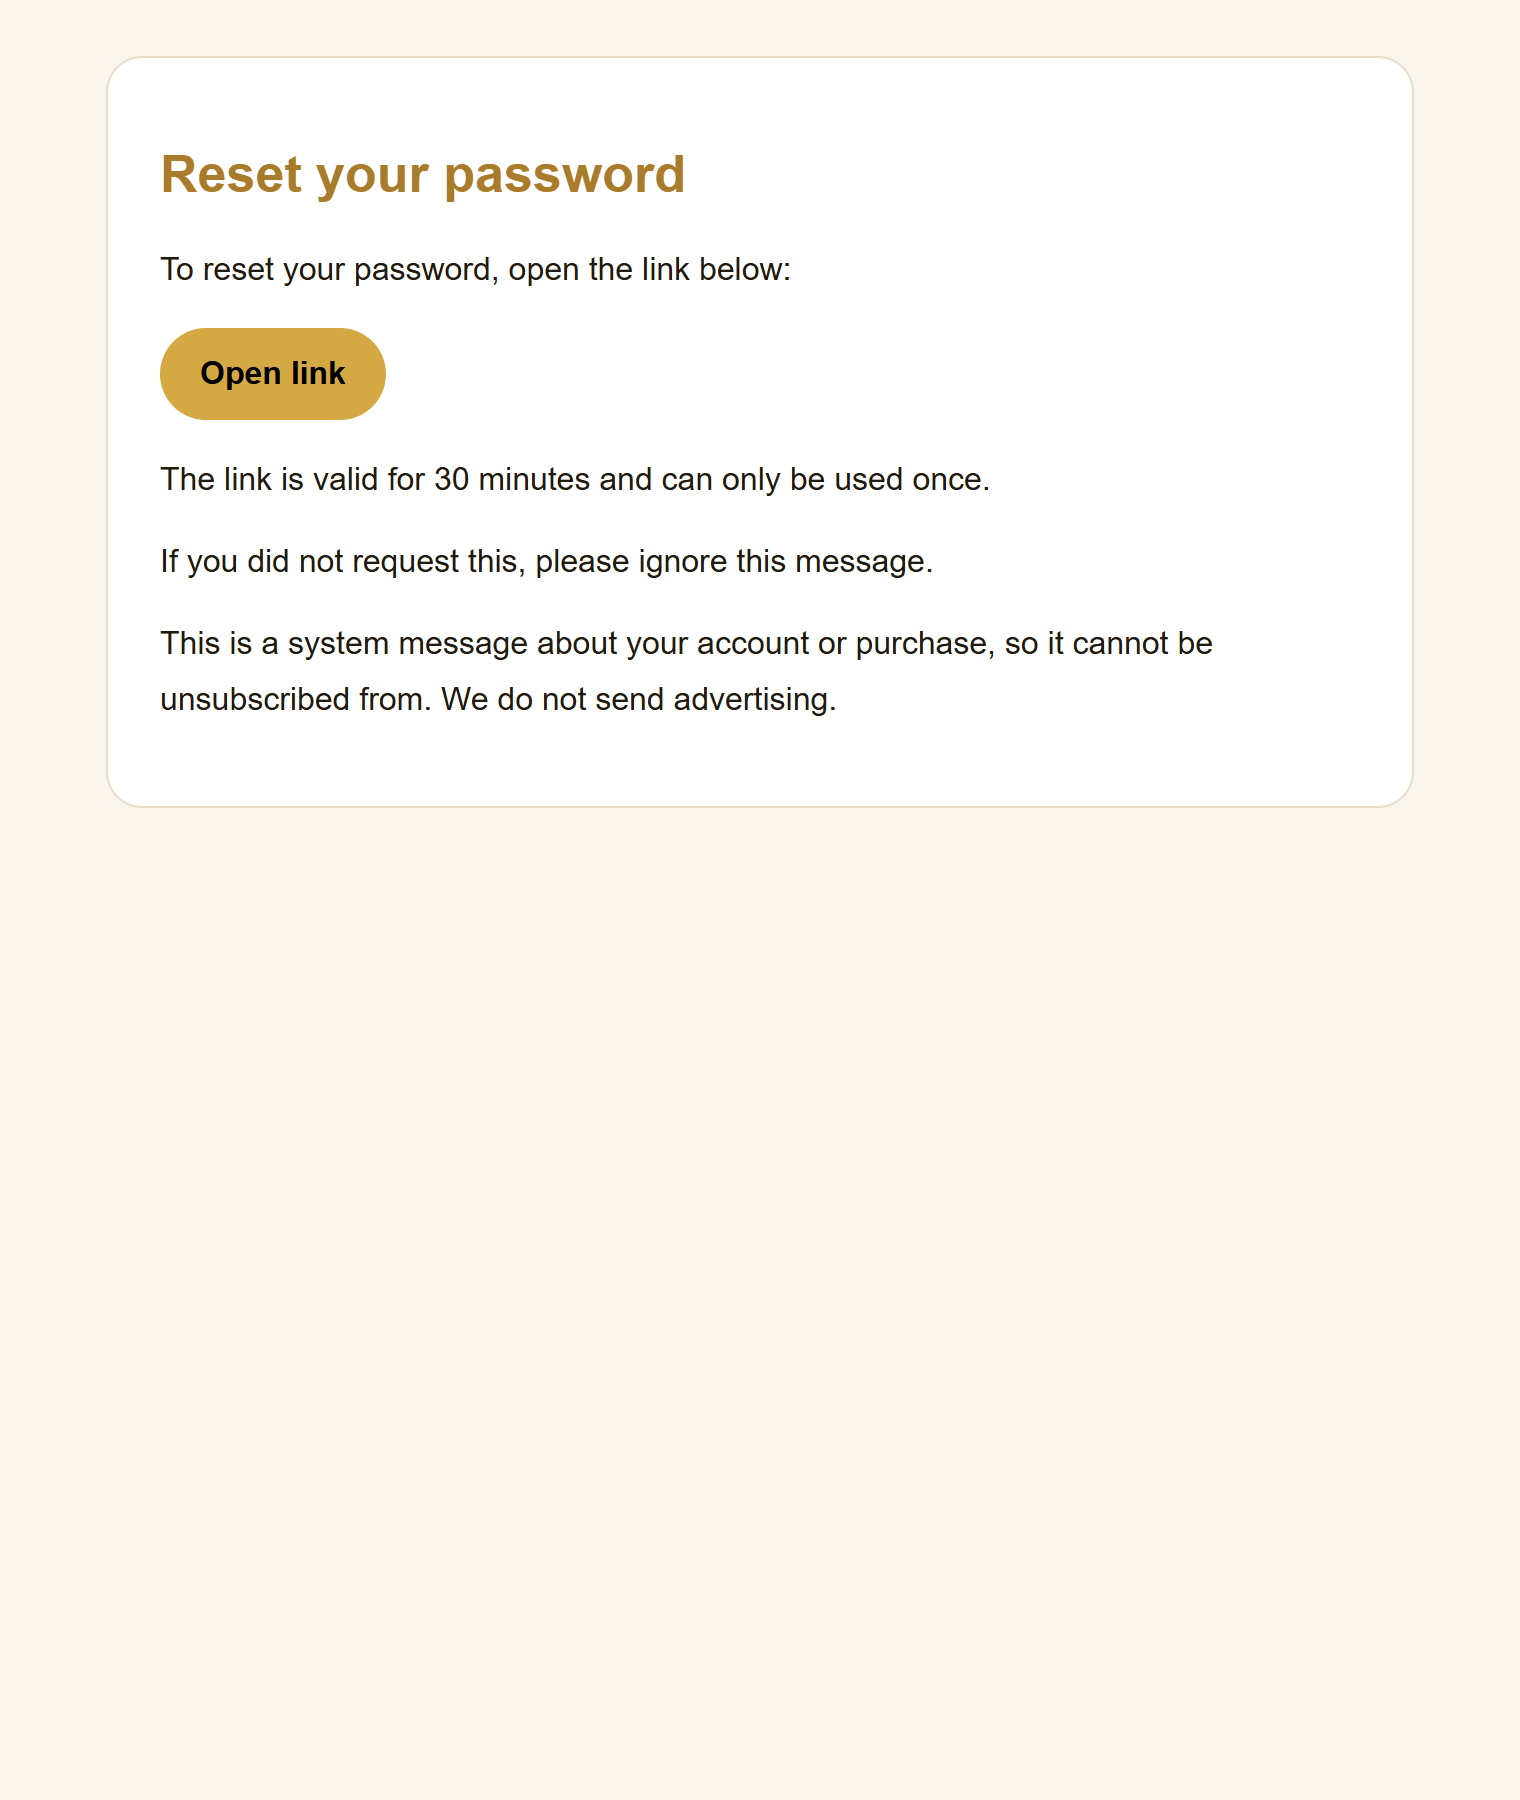 Reset your password
To reset your password, open the link below:
Open link
The link is valid for 30 minutes and can only be used once.
If you did not request this, please ignore this message.
This is a system message about your account or purchase, so it cannot be
unsubscribed from. We do not send advertising.